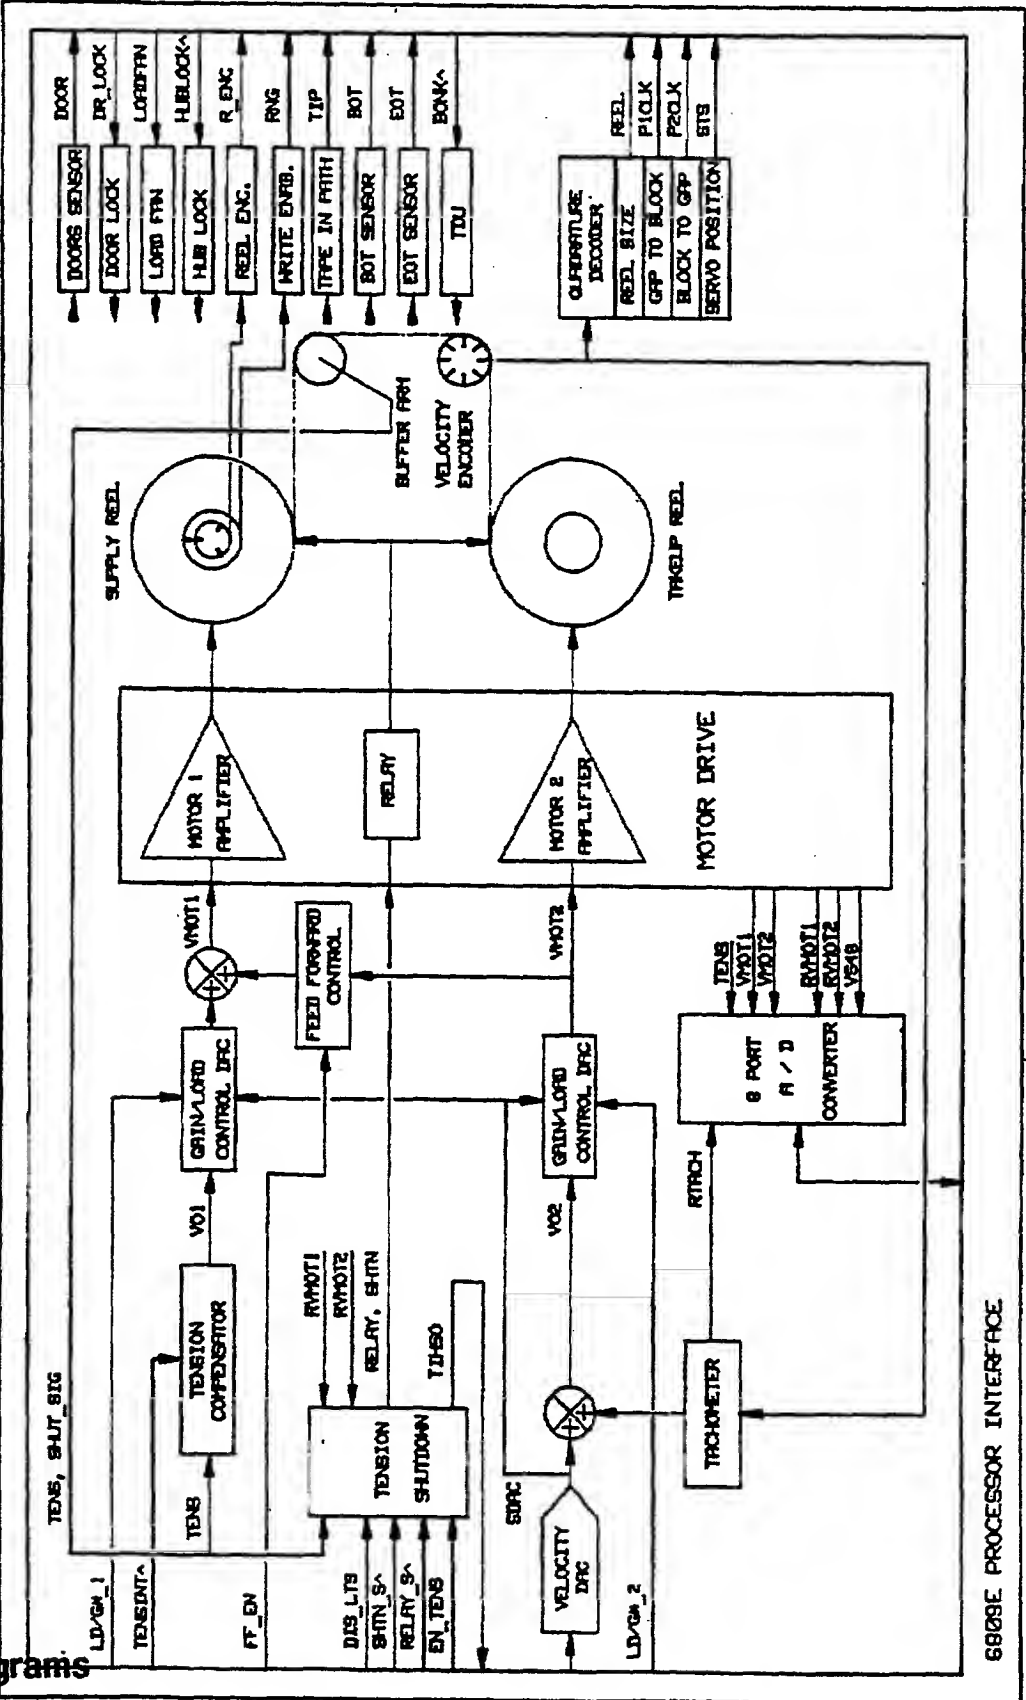 DOOR
DR_LOCK
LOADFAN
HUBLOCK^
R_ENG
RNG
TIP
BOT
EOT
BONK^
REEL
P1CLK
P2CLK
STS
DOORS SENSOR
DOOR LOCK
LOAD FAN
HUB LOCK
REEL ENC.
WRITE ENAB.
TAPE IN PATH
BOT SENSOR
EOT SENSOR
TDU
QUADRATURE
DECODER
REEL SIZE
GAP TO BLOCK
BLOCK TO GAP
SERVO POSITION
BUFFER ARM
VELOCITY
ENCODER
SUPPLY REEL
TAKEUP REEL
MOTOR 1
AMPLIFIER
RELAY
MOTOR 2
AMPLIFIER
MOTOR DRIVE
VMOT1
FEED FORWARD
CONTROL
VMOT2
TENS
VMOT1
VMOT2
RVMOT1
RVMOT2
GAIN/LOAD
CONTROL DAC
GAIN/LOAD
CONTROL DAC
8 PORT
A / D
CONVERTER
VO1
VO2
RTACH
RVMOT1
RVMOT2
RELAY, SHTN
TIMSO
TENSION
COMPENSATOR
TENSION
SHUTDOWN
TACHOMETER
TENS, SHUT_SIG
TENS
SDAC
VELOCITY
DAC
LD/GN_1
TENSINT^
FF_EN
DIS_LTS
SHTN_S^
RELAY_S^
EN_TENS
LD/GN_2
6809E PROCESSOR INTERFACE
grams